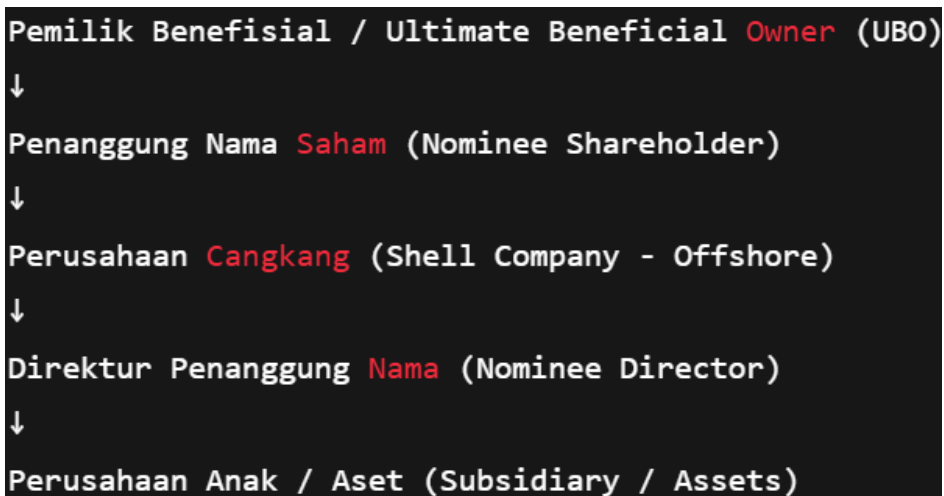 Pemilik Benefisial / Ultimate Beneficial Owner (UBO)
↓
Penanggung Nama Saham (Nominee Shareholder)
↓
Perusahaan Cangkang (Shell Company - Offshore)
↓
Direktur Penanggung Nama (Nominee Director)
↓
Perusahaan Anak / Aset (Subsidiary / Assets)